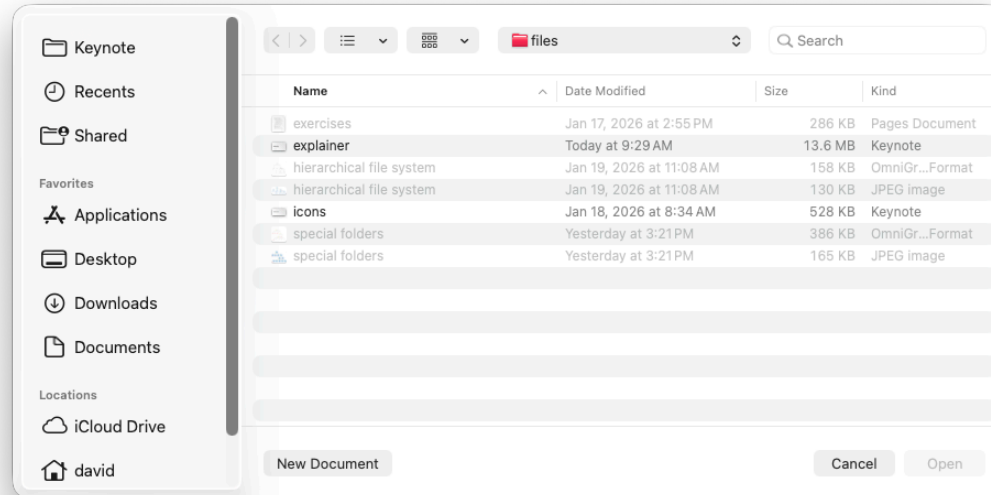 Keynote
Recents
Shared
Favorites
Applications
Desktop
Downloads
Documents
Locations
iCloud Drive
david
files
Search
Name Date Modified Size Kind
exercises Jan 17, 2026 at 2:55 PM 286 KB Pages Document
explainer Today at 9:29 AM 13.6 MB Keynote
hierarchical file system Jan 19, 2026 at 11:08 AM 158 KB OmniGr...Format
hierarchical file system Jan 19, 2026 at 11:08 AM 130 KB JPEG image
icons Jan 18, 2026 at 8:34 AM 528 KB Keynote
special folders Yesterday at 3:21 PM 386 KB OmniGr...Format
special folders Yesterday at 3:21 PM 165 KB JPEG image
New Document Cancel Open